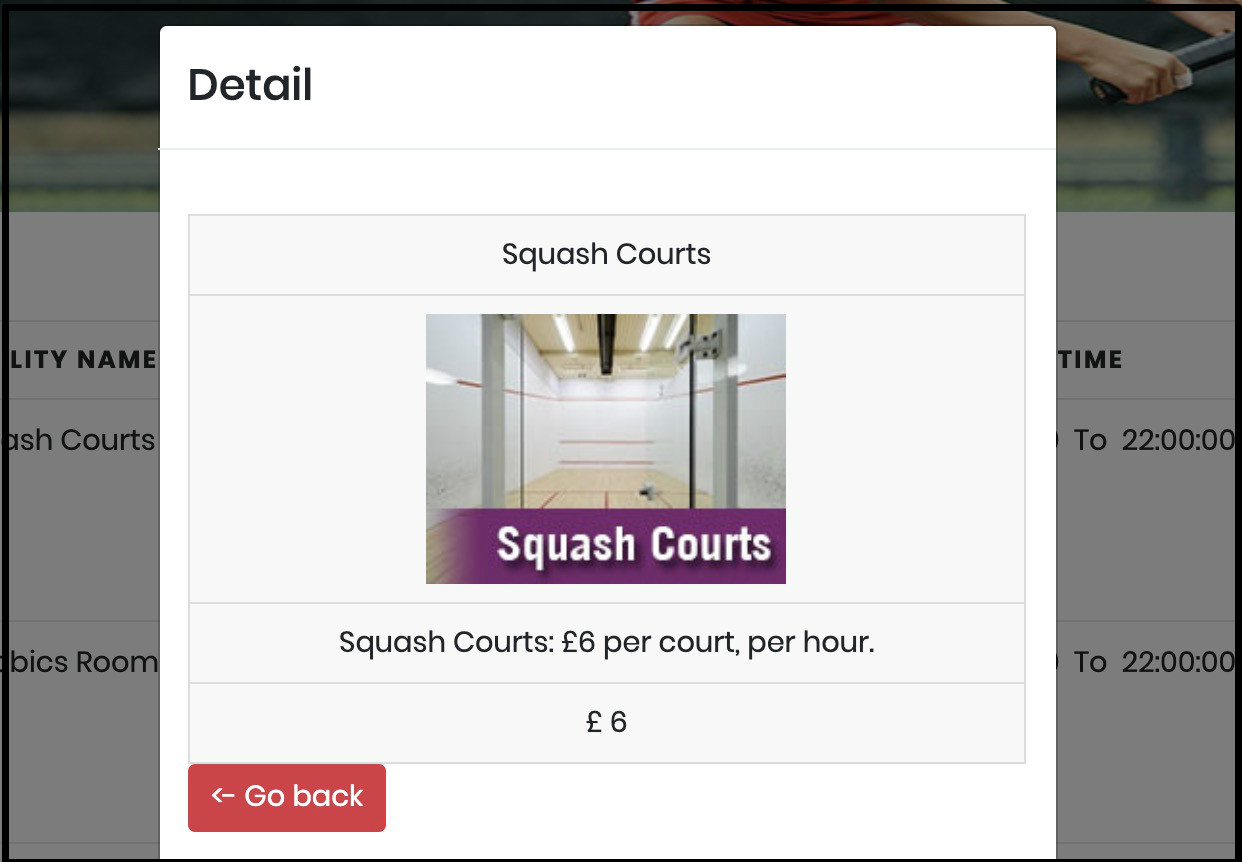 Detail
Squash Courts
Squash Courts
Squash Courts: £6 per court, per hour.
£ 6
<- Go back
LITY NAME
TIME
ash Courts
To 22:00:00
bics Room
To 22:00:00